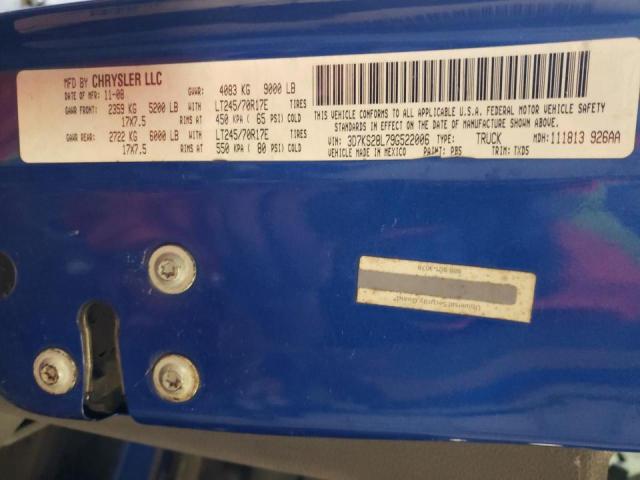 MFD BY CHRYSLER LLC
DATE OF MFR: 11-08 GVWR: 4083 KG 9000 LB
GAWR FRONT: 2359 KG 5200 LB WITH LT245/70R17E TIRES
17X7.5 RIMS AT 450 KPA ( 65 PSI) COLD
GAWR REAR: 2722 KG 6000 LB WITH LT245/70R17E TIRES
17X7.5 RIMS AT 550 KPA ( 80 PSI) COLD
THIS VEHICLE CONFORMS TO ALL APPLICABLE U.S.A. FEDERAL MOTOR VEHICLE SAFETY
STANDARDS IN EFFECT ON THE DATE OF MANUFACTURE SHOWN ABOVE.
VIN: 3D7KS28L79G522006 TYPE: TRUCK MDH: 111813 926AA
VEHICLE MADE IN MEXICO PAINT: PBS TRIM: TXD5
Universal Security Guard